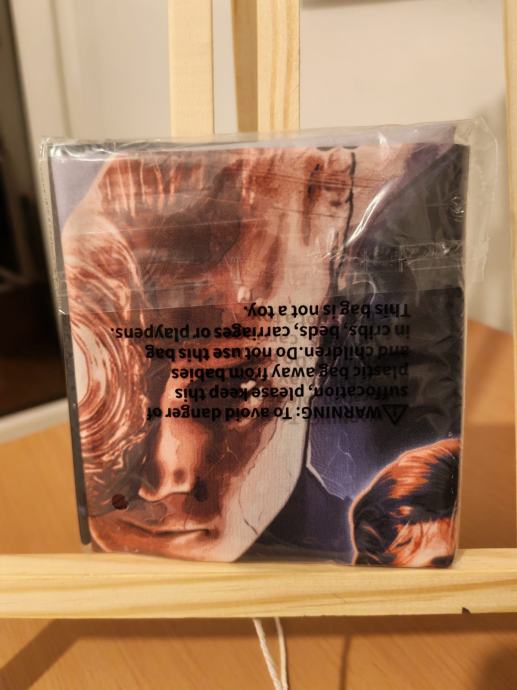 ⚠WARNING: To avoid danger of
suffocation, please keep this
plastic bag away from babies
and children.Do not use this bag
in cribs, beds, carriages or playpens.
This bag is not a toy.